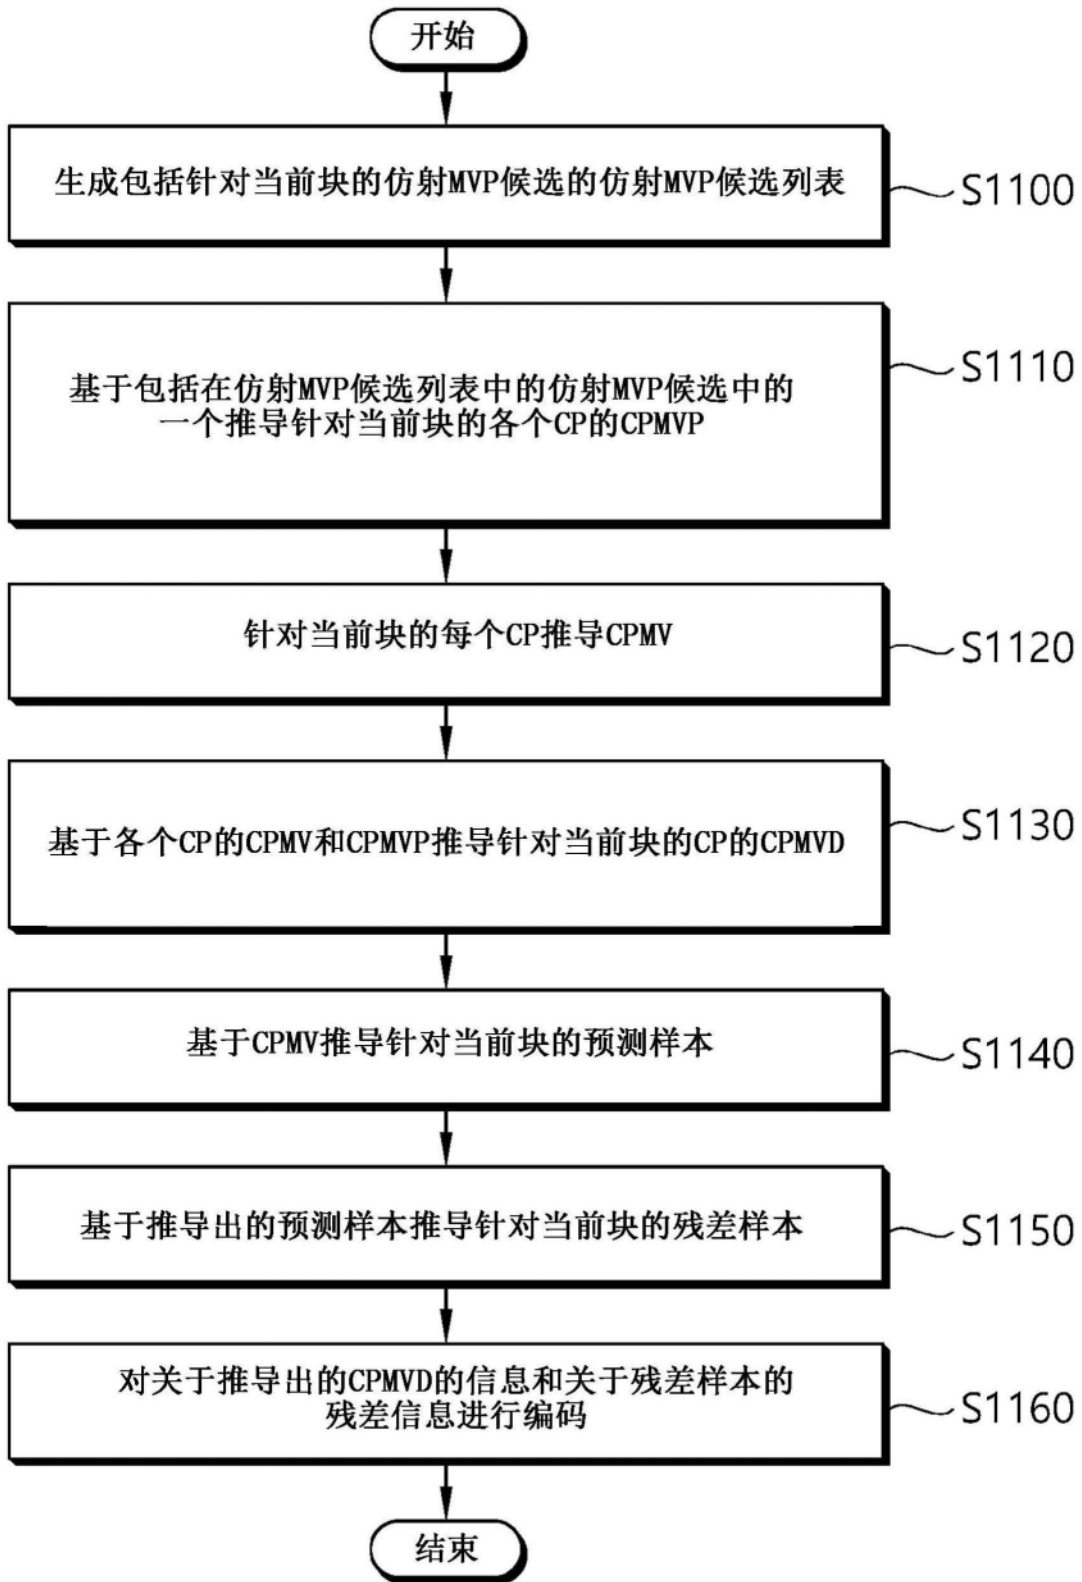 开始
生成包括针对当前块的仿射MVP候选的仿射MVP候选列表
S1100
基于包括在仿射MVP候选列表中的仿射MVP候选中的
一个推导针对当前块的各个CP的CPMVP
S1110
针对当前块的每个CP推导CPMV
S1120
基于各个CP的CPMV和CPMVP推导针对当前块的CP的CPMVD
S1130
基于CPMV推导针对当前块的预测样本
S1140
基于推导出的预测样本推导针对当前块的残差样本
S1150
对关于推导出的CPMVD的信息和关于残差样本的
残差信息进行编码
S1160
结束